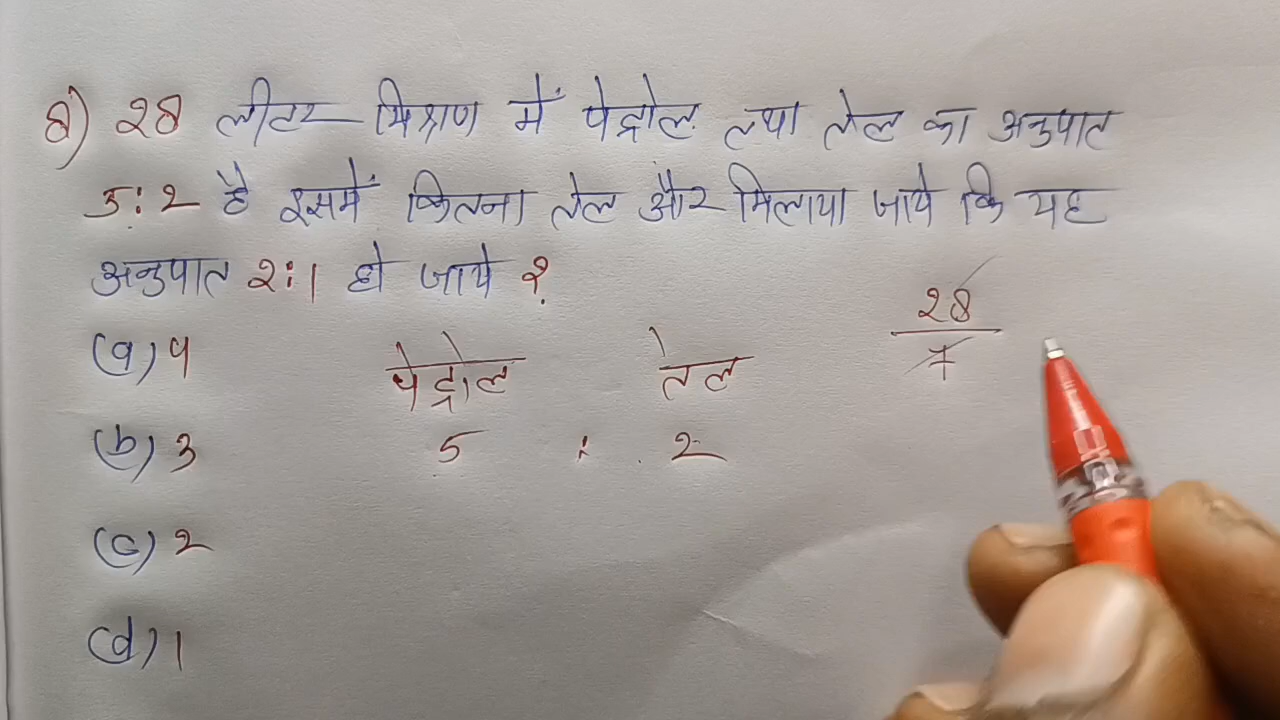 8) 28 लीटर मिश्रण में पेट्रोल तथा तेल का अनुपात
5:2 है इसमें कितना तेल और मिलाया जाये कि यह
अनुपात 2:1 हो जाये ?
(a) 4
(b) 3
(c) 2
(d) 1
पेट्रोल तेल
5 : 2
28
7